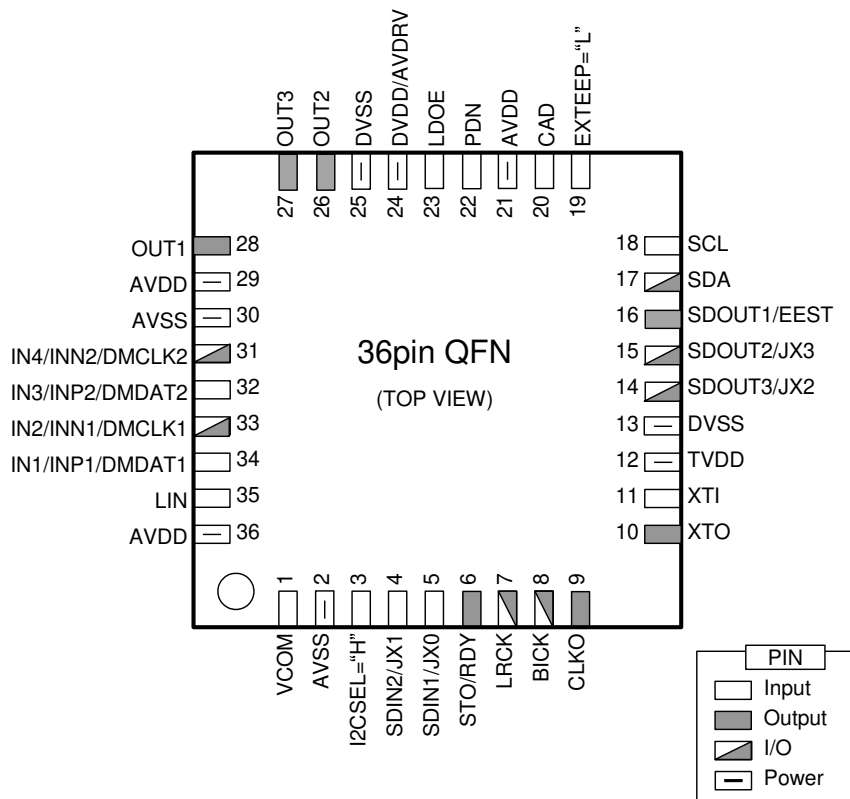 OUT3
OUT2
DVSS
DVDD/AVDRV
LDOE
PDN
AVDD
CAD
EXTEEP=“L”
27
26
25
24
23
22
21
20
19
OUT1
28
AVDD
29
AVSS
30
IN4/INN2/DMCLK2
31
IN3/INP2/DMDAT2
32
IN2/INN1/DMCLK1
33
IN1/INP1/DMDAT1
34
LIN
35
AVDD
36
36pin QFN
(TOP VIEW)
18
SCL
17
SDA
16
SDOUT1/EEST
15
SDOUT2/JX3
14
SDOUT3/JX2
13
DVSS
12
TVDD
11
XTI
10
XTO
1
2
3
4
5
6
7
8
9
VCOM
AVSS
I2CSEL=“H”
SDIN2/JX1
SDIN1/JX0
STO/RDY
LRCK
BICK
CLKO
PIN
Input
Output
I/O
Power